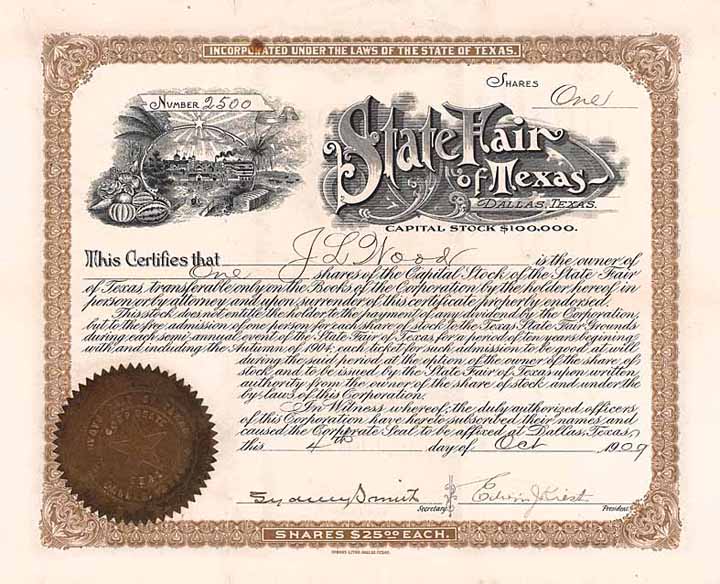 INCORPORATED UNDER THE LAWS OF THE STATE OF TEXAS.
SHARES
One
NUMBER 2500
State Fair
of Texas
DALLAS, TEXAS.
CAPITAL STOCK $100,000.
This Certifies that J L Wood is the owner of
One shares of the Capital Stock of the State Fair
of Texas, transferable only on the Books of the Corporation by the holder hereof in
person or by attorney and upon surrender of this certificate properly endorsed.
This stock does not entitle the holder to the payment of any dividend by the Corporation,
but to the free admission of one person for each share of stock to the Texas State Fair Grounds
during each semi-annual event of the State Fair of Texas for a period of ten years begining
with, and including the Autumn of 1904, each ticket for such admission to be good at will
during the said period at the option of the owner of the share of
stock and to be issued by the State Fair of Texas upon written
authority from the owner of the share of stock and under the
by-laws of this Corporation.
In Witness whereof, the duly authorized officers
of this Corporation have hereto subscribed their names and
caused the Corporate Seal to be affixed at Dallas, Texas,
this 4th day of Oct 1909
Sydney Smith
Edwin J Kiest
Secretary
President
SHARES $25.00 EACH.